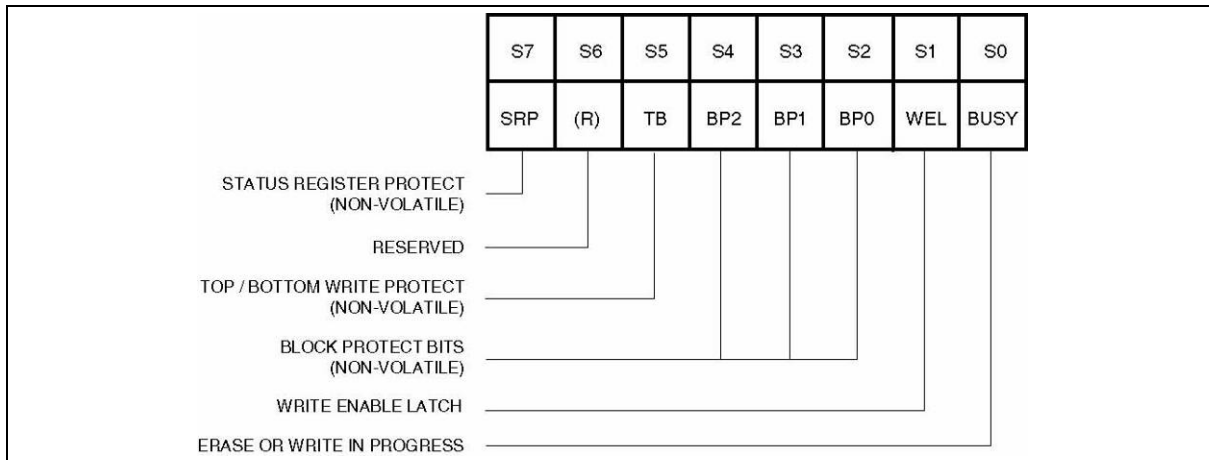 S7 S6 S5 S4 S3 S2 S1 S0
SRP (R) TB BP2 BP1 BP0 WEL BUSY
STATUS REGISTER PROTECT
(NON-VOLATILE)
RESERVED
TOP / BOTTOM WRITE PROTECT
(NON-VOLATILE)
BLOCK PROTECT BITS
(NON-VOLATILE)
WRITE ENABLE LATCH
ERASE OR WRITE IN PROGRESS